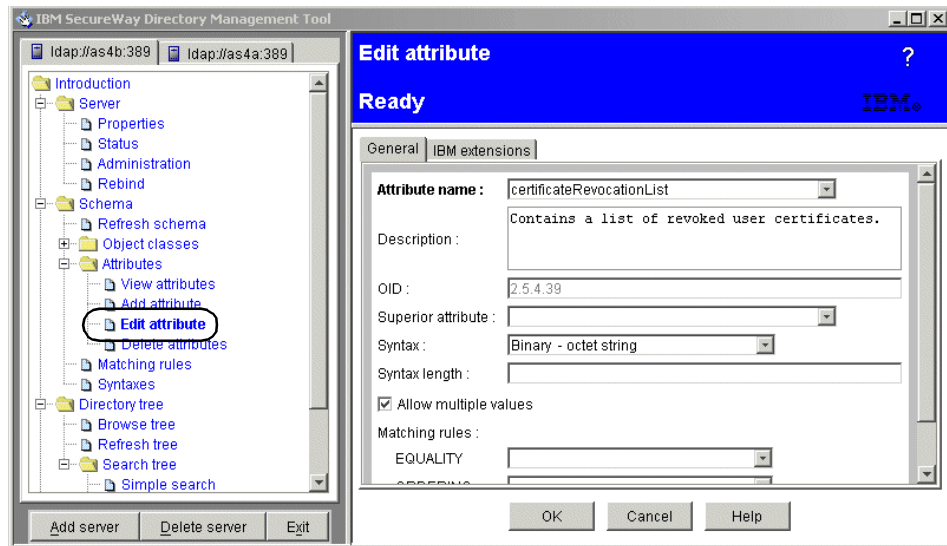 IBM SecureWay Directory Management Tool
ldap://as4b:389
ldap://as4a:389
Introduction
Server
Properties
Status
Administration
Rebind
Schema
Refresh schema
Object classes
Attributes
View attributes
Add attribute
Edit attribute
Delete attributes
Matching rules
Syntaxes
Directory tree
Browse tree
Refresh tree
Search tree
Simple search
Add server
Delete server
Exit
Edit attribute
?
Ready
IBM
General
IBM extensions
Attribute name :
certificateRevocationList
Description :
Contains a list of revoked user certificates.
OID :
2.5.4.39
Superior attribute :
Syntax :
Binary - octet string
Syntax length :
Allow multiple values
Matching rules :
EQUALITY
ORDERING
OK
Cancel
Help